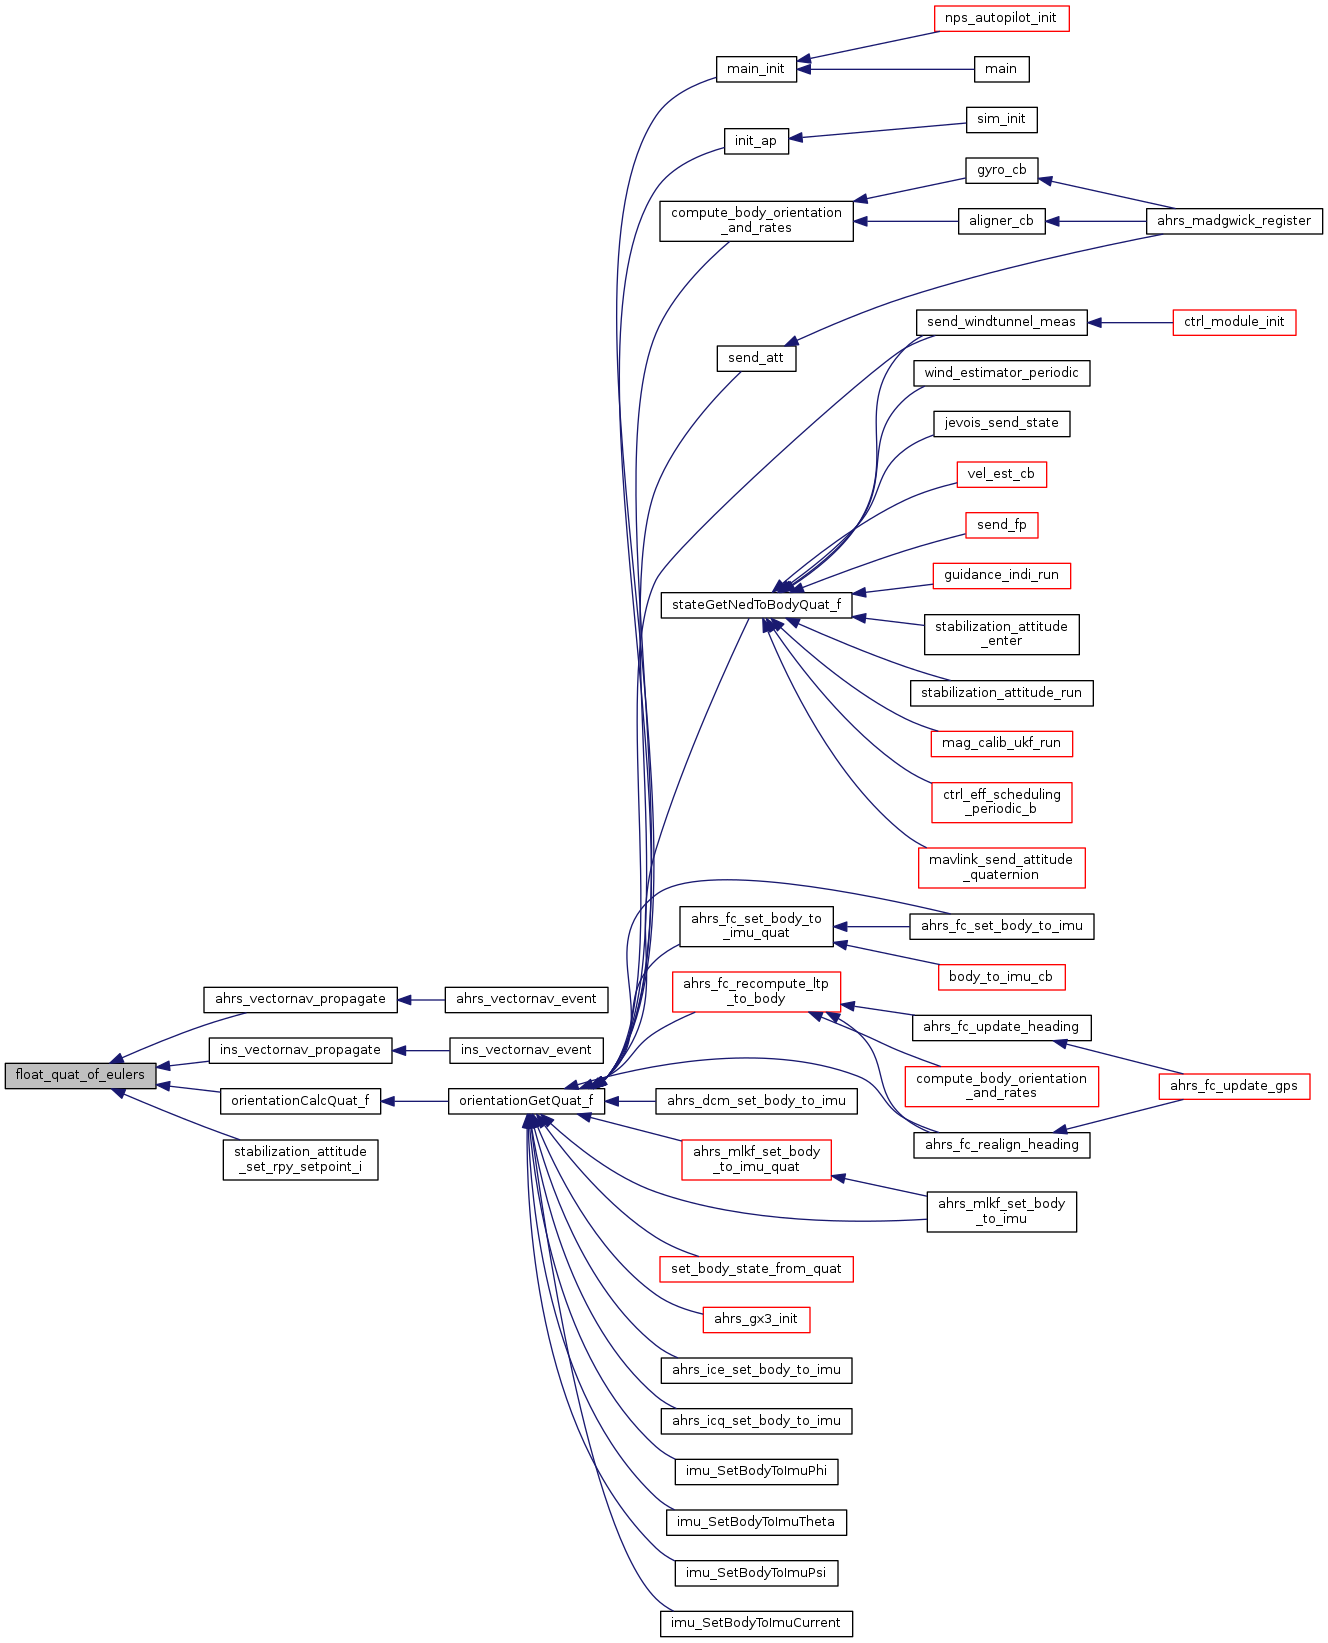 nps_autopilot_init
main_init
main
sim_init
init_ap
gyro_cb
compute_body_orientation
_and_rates
aligner_cb
ahrs_madgwick_register
send_windtunnel_meas
ctrl_module_init
send_att
wind_estimator_periodic
jevois_send_state
vel_est_cb
send_fp
guidance_indi_run
stateGetNedToBodyQuat_f
stabilization_attitude
_enter
stabilization_attitude_run
mag_calib_ukf_run
ctrl_eff_scheduling
_periodic_b
mavlink_send_attitude
_quaternion
ahrs_fc_set_body_to
_imu_quat
ahrs_fc_set_body_to_imu
body_to_imu_cb
ahrs_fc_recompute_ltp
_to_body
ahrs_vectornav_propagate
ahrs_vectornav_event
ahrs_fc_update_heading
ins_vectornav_propagate
ins_vectornav_event
float_quat_of_eulers
compute_body_orientation
_and_rates
ahrs_fc_update_gps
orientationCalcQuat_f
orientationGetQuat_f
ahrs_dcm_set_body_to_imu
ahrs_fc_realign_heading
stabilization_attitude
_set_rpy_setpoint_i
ahrs_mlkf_set_body
_to_imu_quat
ahrs_mlkf_set_body
_to_imu
set_body_state_from_quat
ahrs_gx3_init
ahrs_ice_set_body_to_imu
ahrs_icq_set_body_to_imu
imu_SetBodyToImuPhi
imu_SetBodyToImuTheta
imu_SetBodyToImuPsi
imu_SetBodyToImuCurrent